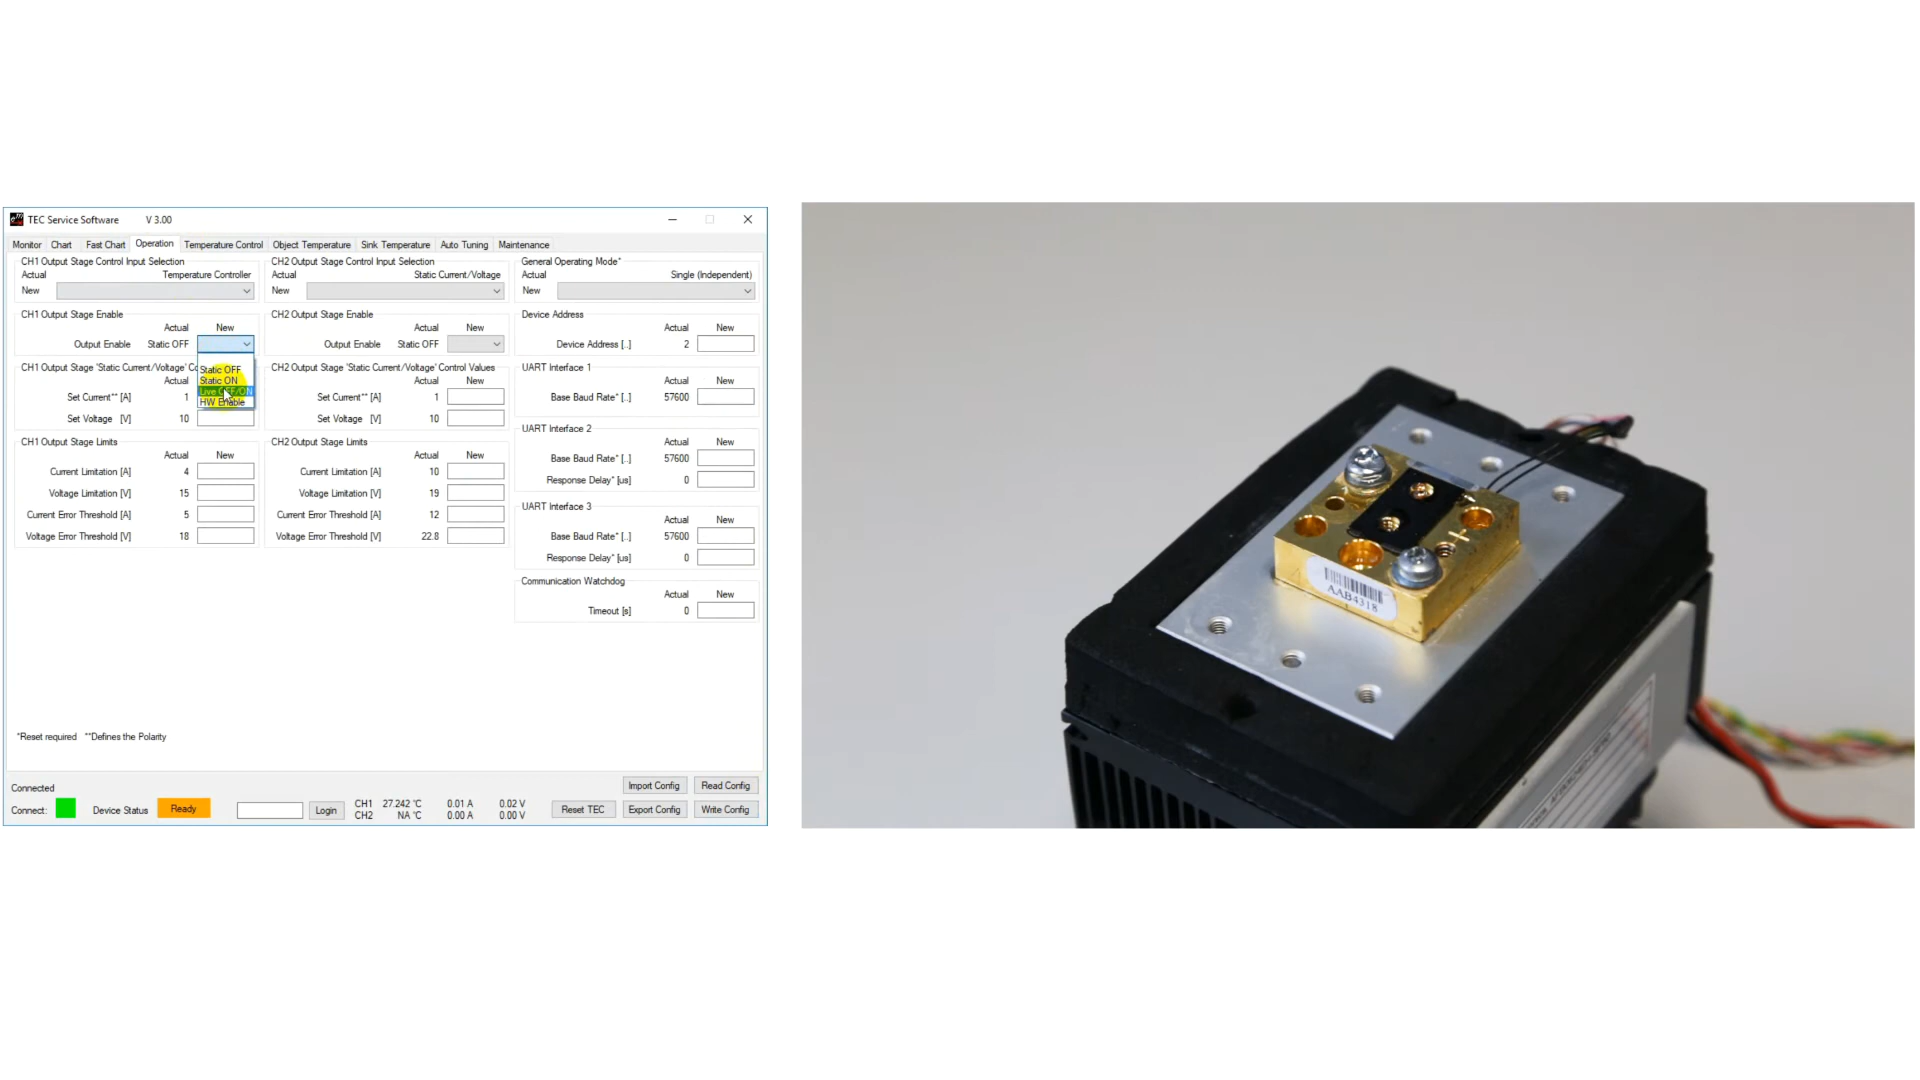 TEC Service Software V 3.00
Monitor Chart Fast Chart Operation Temperature Control Object Temperature Sink Temperature Auto Tuning Maintenance
CH1 Output Stage Control Input Selection
Actual Temperature Controller
New
CH2 Output Stage Control Input Selection
Actual Static Current/Voltage
New
General Operating Mode*
Actual Single (Independent)
New
CH1 Output Stage Enable
Actual New
Output Enable Static OFF
Static OFF
Static ON
Live OFF/ON
HW Enable
CH2 Output Stage Enable
Actual New
Output Enable Static OFF
Device Address
Actual New
Device Address [..] 2
CH1 Output Stage 'Static Current/Voltage' Co
Actual
Set Current** [A] 1
Set Voltage [V] 10
CH2 Output Stage 'Static Current/Voltage' Control Values
Actual New
Set Current** [A] 1
Set Voltage [V] 10
UART Interface 1
Actual New
Base Baud Rate* [..] 57600
CH1 Output Stage Limits
Actual New
Current Limitation [A] 4
Voltage Limitation [V] 15
Current Error Threshold [A] 5
Voltage Error Threshold [V] 18
CH2 Output Stage Limits
Actual New
Current Limitation [A] 10
Voltage Limitation [V] 19
Current Error Threshold [A] 12
Voltage Error Threshold [V] 22.8
UART Interface 2
Actual New
Base Baud Rate* [..] 57600
Response Delay* [us] 0
UART Interface 3
Actual New
Base Baud Rate* [..] 57600
Response Delay* [us] 0
Communication Watchdog
Actual New
Timeout [s] 0
*Reset required **Defines the Polarity
Connected
Import Config Read Config
Connect: Device Status Ready Login
CH1 27.242 °C 0.01 A 0.02 V
CH2 NA °C 0.00 A 0.00 V
Reset TEC Export Config Write Config
AAB4318